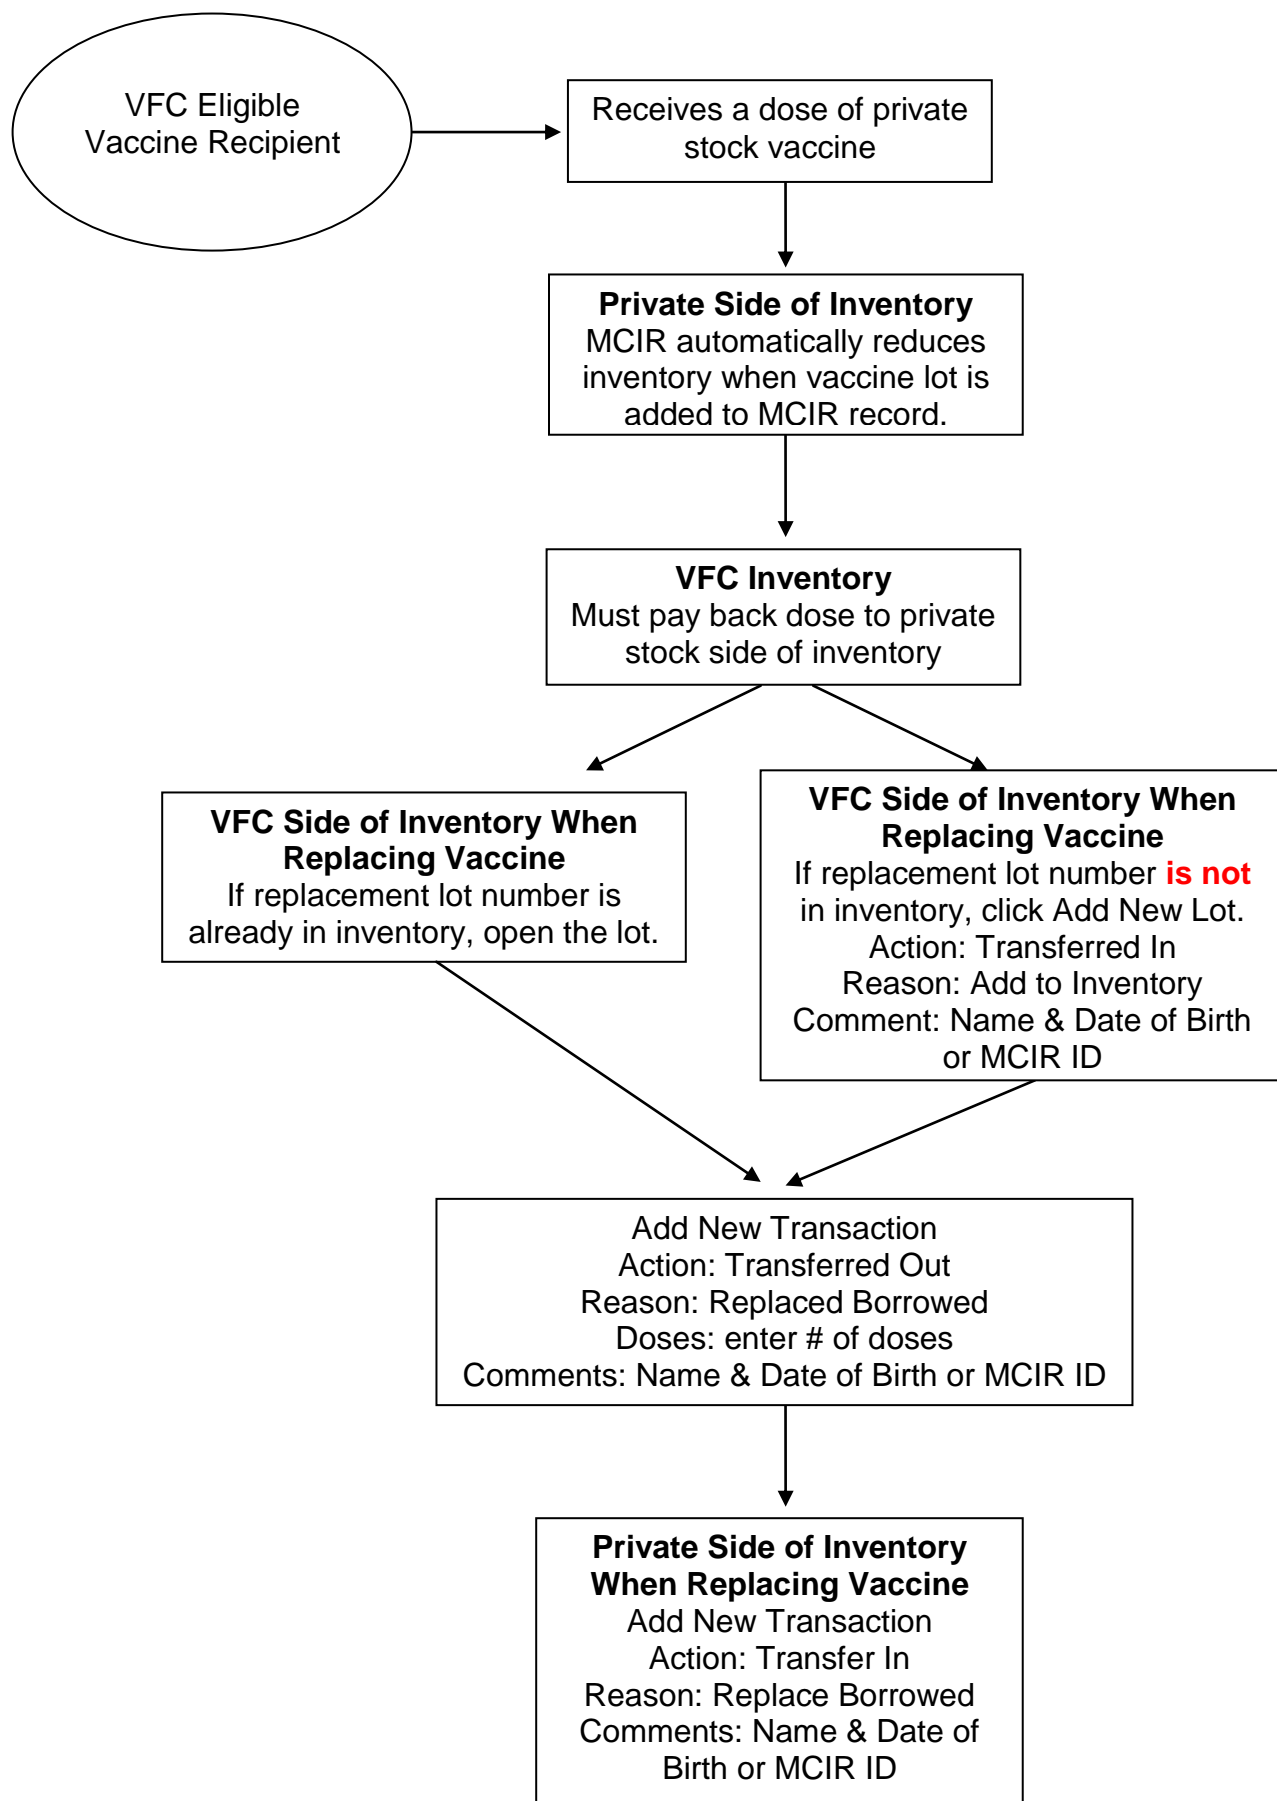 VFC Eligible
Vaccine Recipient
Receives a dose of private
stock vaccine
Private Side of Inventory
MCIR automatically reduces
inventory when vaccine lot is
added to MCIR record.
VFC Inventory
Must pay back dose to private
stock side of inventory
VFC Side of Inventory When
Replacing Vaccine
If replacement lot number is
already in inventory, open the lot.
VFC Side of Inventory When
Replacing Vaccine
If replacement lot number is not
in inventory, click Add New Lot.
Action: Transferred In
Reason: Add to Inventory
Comment: Name & Date of Birth
or MCIR ID
Add New Transaction
Action: Transferred Out
Reason: Replaced Borrowed
Doses: enter # of doses
Comments: Name & Date of Birth or MCIR ID
Private Side of Inventory
When Replacing Vaccine
Add New Transaction
Action: Transfer In
Reason: Replace Borrowed
Comments: Name & Date of
Birth or MCIR ID